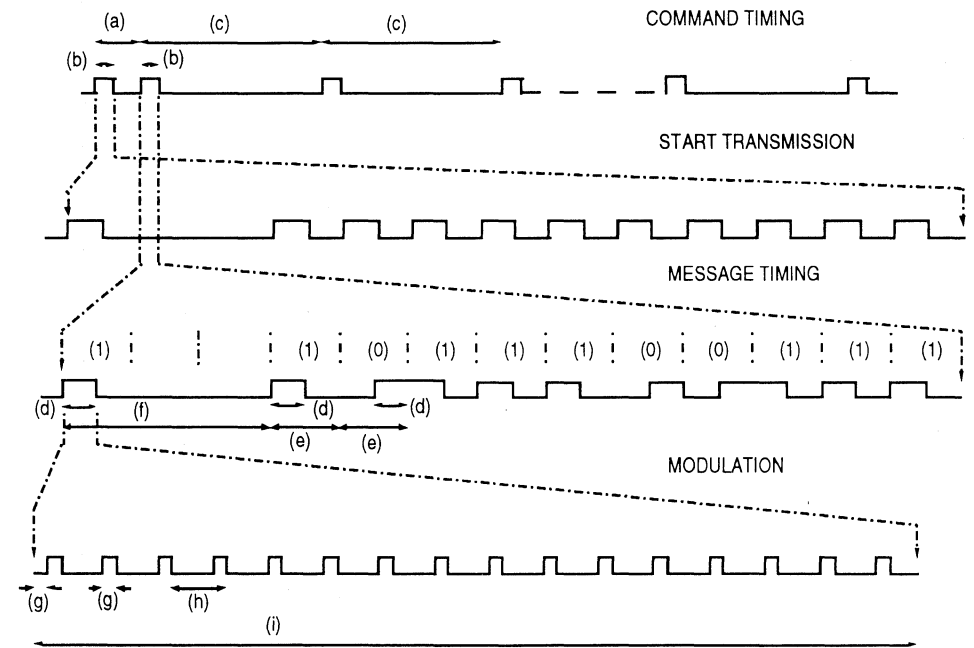 (a) (c) (c) COMMAND TIMING
(b) (b)
START TRANSMISSION
MESSAGE TIMING
(1) (1) (0) (1) (1) (1) (0) (0) (1) (1) (1)
(d) (f) (d) (d)
(e) (e)
MODULATION
(g) (g) (h)
(i)